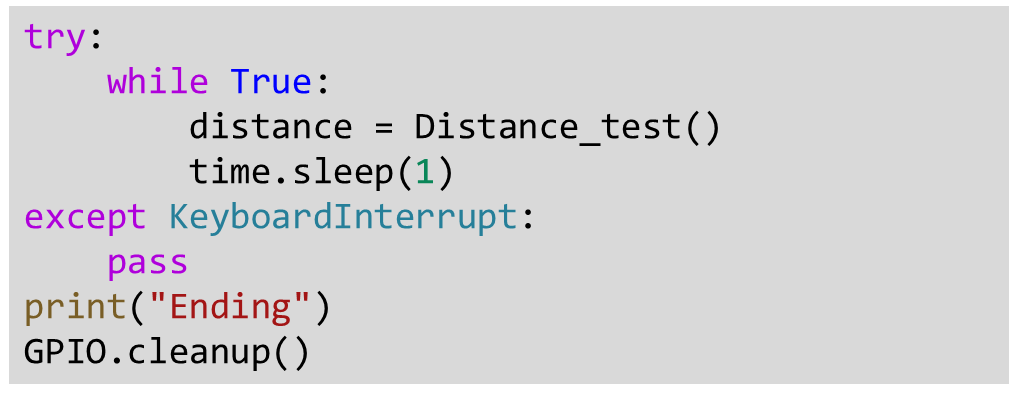 try:
    while True:
        distance = Distance_test()
        time.sleep(1)
except KeyboardInterrupt:
    pass
print("Ending")
GPIO.cleanup()